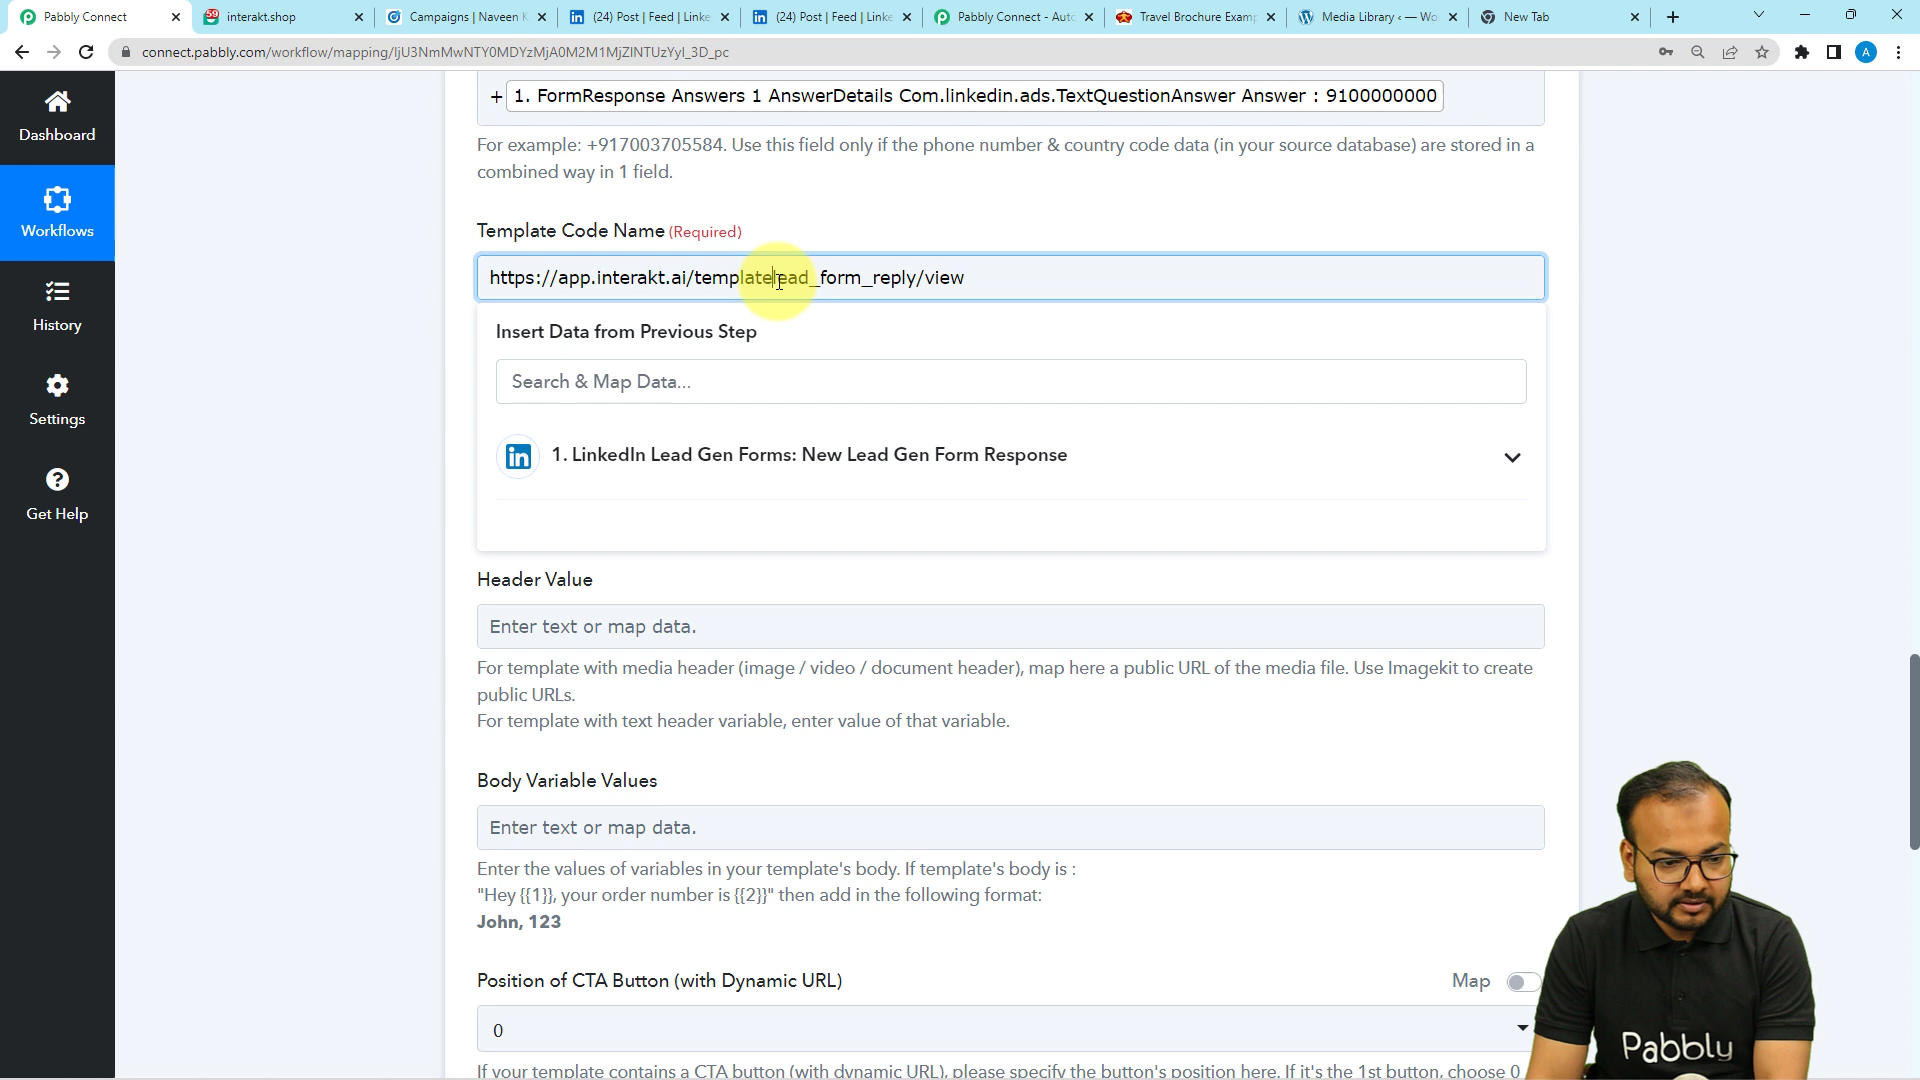 Pabbly Connect
interakt.shop
Campaigns | Naveen K
(24) Post | Feed | Linke
(24) Post | Feed | Linke
Pabbly Connect - Auto
Travel Brochure Examp
Media Library ‹ — Wo
New Tab
connect.pabbly.com/workflow/mapping/IjU3NmMwNTY0MDYzMjA0M2M1MjZlNTUzYyI_3D_pc
A
59
Dashboard
Workflows
History
Settings
Get Help
+ 1. FormResponse Answers 1 AnswerDetails Com.linkedin.ads.TextQuestionAnswer Answer : 9100000000
For example: +917003705584. Use this field only if the phone number & country code data (in your source database) are stored in a
combined way in 1 field.
Template Code Name (Required)
https://app.interakt.ai/templatelead_form_reply/view
Insert Data from Previous Step
Search & Map Data...
in
1. LinkedIn Lead Gen Forms: New Lead Gen Form Response
Header Value
Enter text or map data.
For template with media header (image / video / document header), map here a public URL of the media file. Use Imagekit to create
public URLs.
For template with text header variable, enter value of that variable.
Body Variable Values
Enter text or map data.
Enter the values of variables in your template's body. If template's body is :
"Hey {{1}}, your order number is {{2}}" then add in the following format:
John, 123
Position of CTA Button (with Dynamic URL)
Map
0
If your template contains a CTA button (with dynamic URL), please specify the button's position here. If it's the 1st button, choose 0
Pabbly